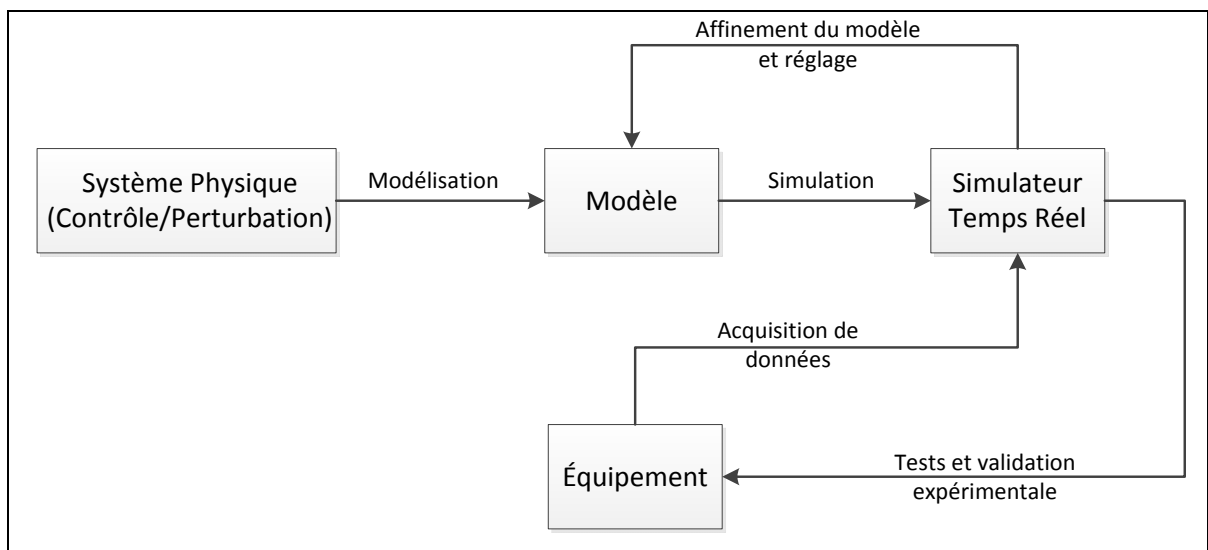 Affinement du modèle
et réglage
Système Physique
(Contrôle/Perturbation)
Modélisation
Modèle
Simulation
Simulateur
Temps Réel
Acquisition de
données
Équipement
Tests et validation
expérimentale